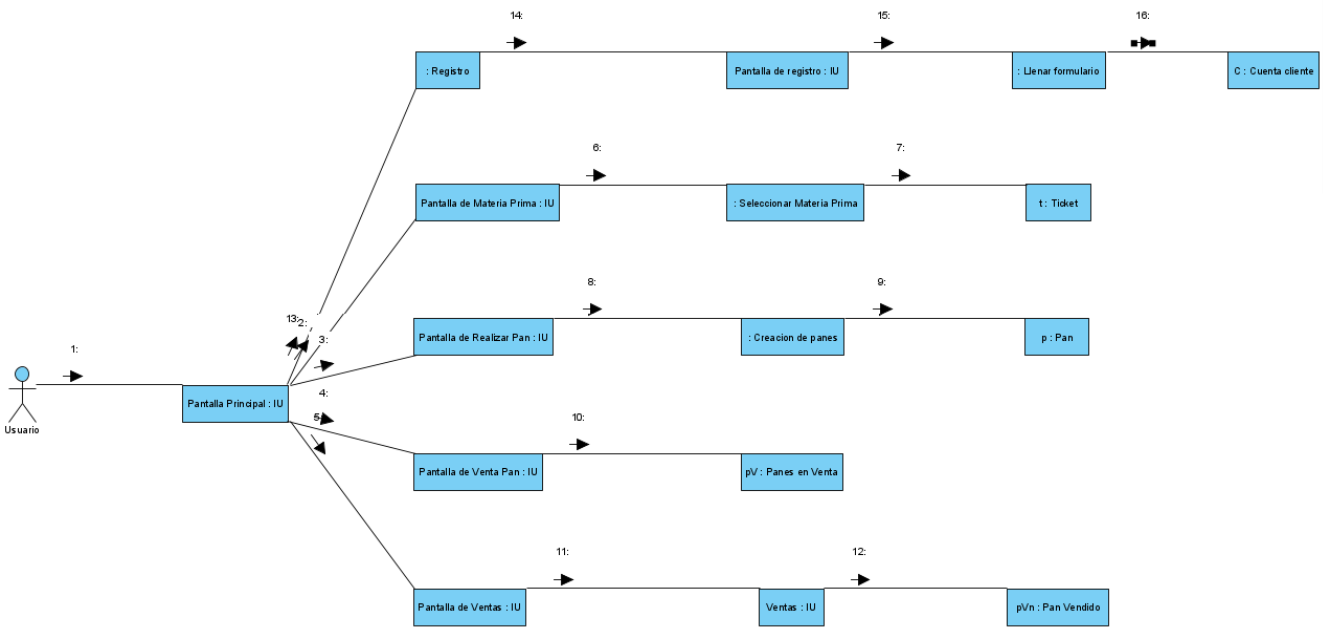 14:
15:
16:
: Registro
Pantalla de registro : IU
: Llenar formulario
C : Cuenta cliente
6:
7:
Pantalla de Materia Prima : IU
: Seleccionar Materia Prima
t : Ticket
8:
9:
13:
2:
3:
Pantalla de Realizar Pan : IU
: Creacion de panes
p : Pan
1:
Pantalla Principal : IU
Usuario
4:
5:
10:
Pantalla de Venta Pan : IU
pV : Panes en Venta
11:
12:
Pantalla de Ventas : IU
Ventas : IU
pVn : Pan Vendido